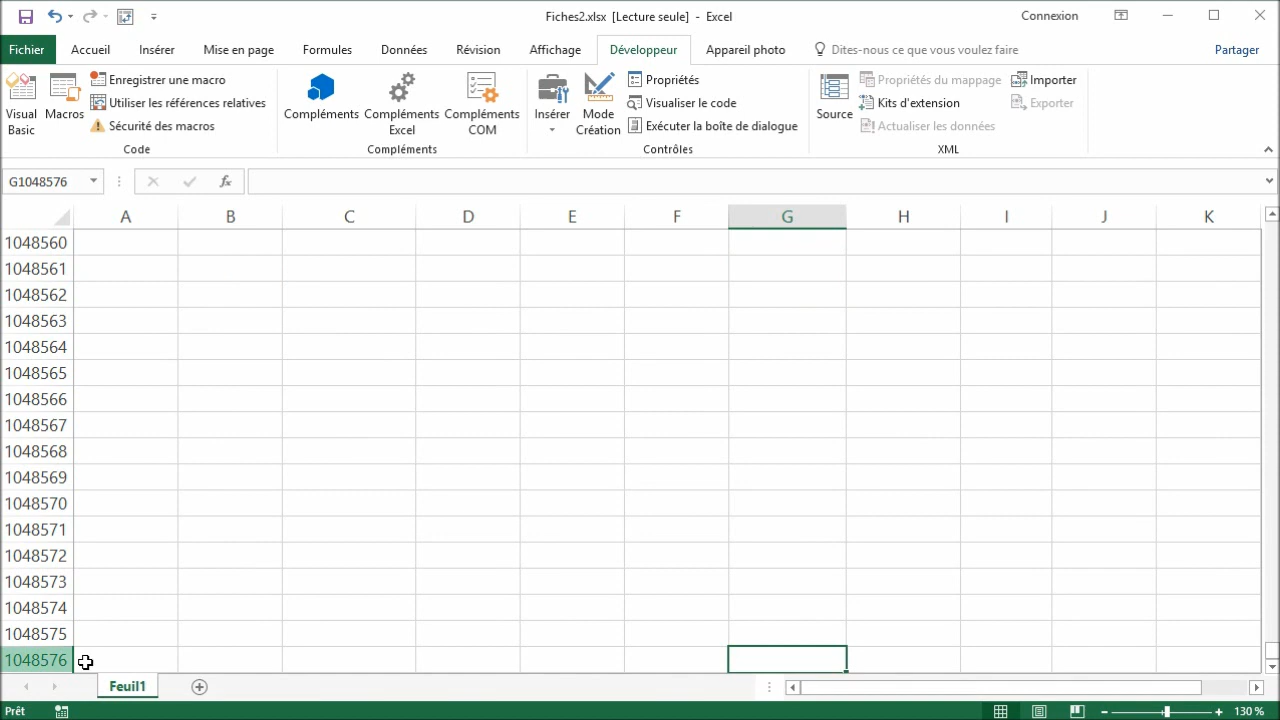 Fiches2.xlsx [Lecture seule] - Excel
Connexion
Fichier Accueil Insérer Mise en page Formules Données Révision Affichage Développeur Appareil photo Dites-nous ce que vous voulez faire Partager
Visual Basic
Macros
Enregistrer une macro
Utiliser les références relatives
Sécurité des macros
Code
Compléments
Compléments Excel
Compléments COM
Compléments
Insérer
Mode Création
Propriétés
Visualiser le code
Exécuter la boîte de dialogue
Contrôles
Source
Propriétés du mappage
Kits d'extension
Actualiser les données
Importer
Exporter
XML
G1048576
fx
A B C D E F G H I J K
1048560
1048561
1048562
1048563
1048564
1048565
1048566
1048567
1048568
1048569
1048570
1048571
1048572
1048573
1048574
1048575
1048576
Feuil1
Prêt
130 %